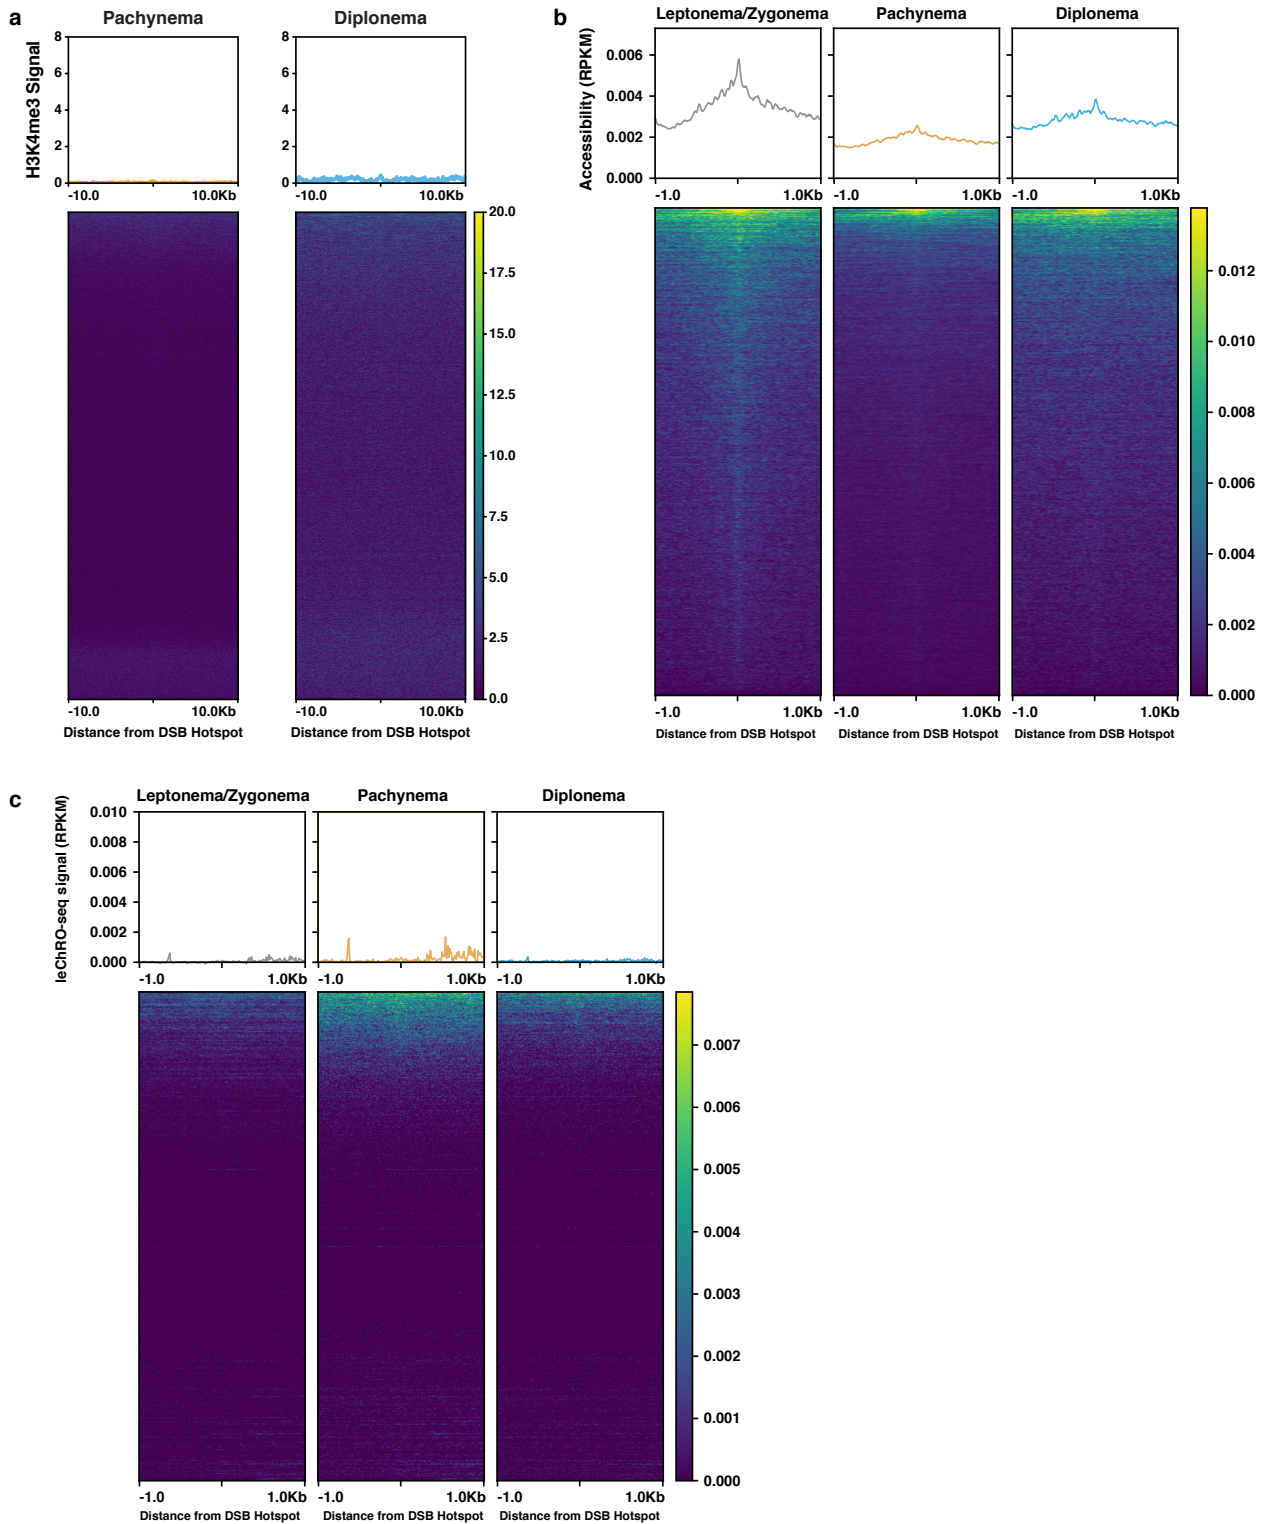 a
Pachynema
Diplonema
H3K4me3 Signal
8
6
4
2
0
8
6
4
2
0
-10.0
10.0Kb
-10.0
10.0Kb
20.0
17.5
15.0
12.5
10.0
7.5
5.0
2.5
0.0
-10.0
10.0Kb
-10.0
10.0Kb
Distance from DSB Hotspot
Distance from DSB Hotspot
b
Leptonema/Zygonema
Pachynema
Diplonema
Accessibility (RPKM)
0.006
0.004
0.002
0.000
-1.0
1.0Kb
-1.0
1.0Kb
-1.0
1.0Kb
0.012
0.010
0.008
0.006
0.004
0.002
0.000
-1.0
1.0Kb
-1.0
1.0Kb
-1.0
1.0Kb
Distance from DSB Hotspot
Distance from DSB Hotspot
Distance from DSB Hotspot
c
Leptonema/Zygonema
Pachynema
Diplonema
leChRO-seq signal (RPKM)
0.010
0.008
0.006
0.004
0.002
0.000
-1.0
1.0Kb
-1.0
1.0Kb
-1.0
1.0Kb
0.007
0.006
0.005
0.004
0.003
0.002
0.001
0.000
-1.0
1.0Kb
-1.0
1.0Kb
-1.0
1.0Kb
Distance from DSB Hotspot
Distance from DSB Hotspot
Distance from DSB Hotspot